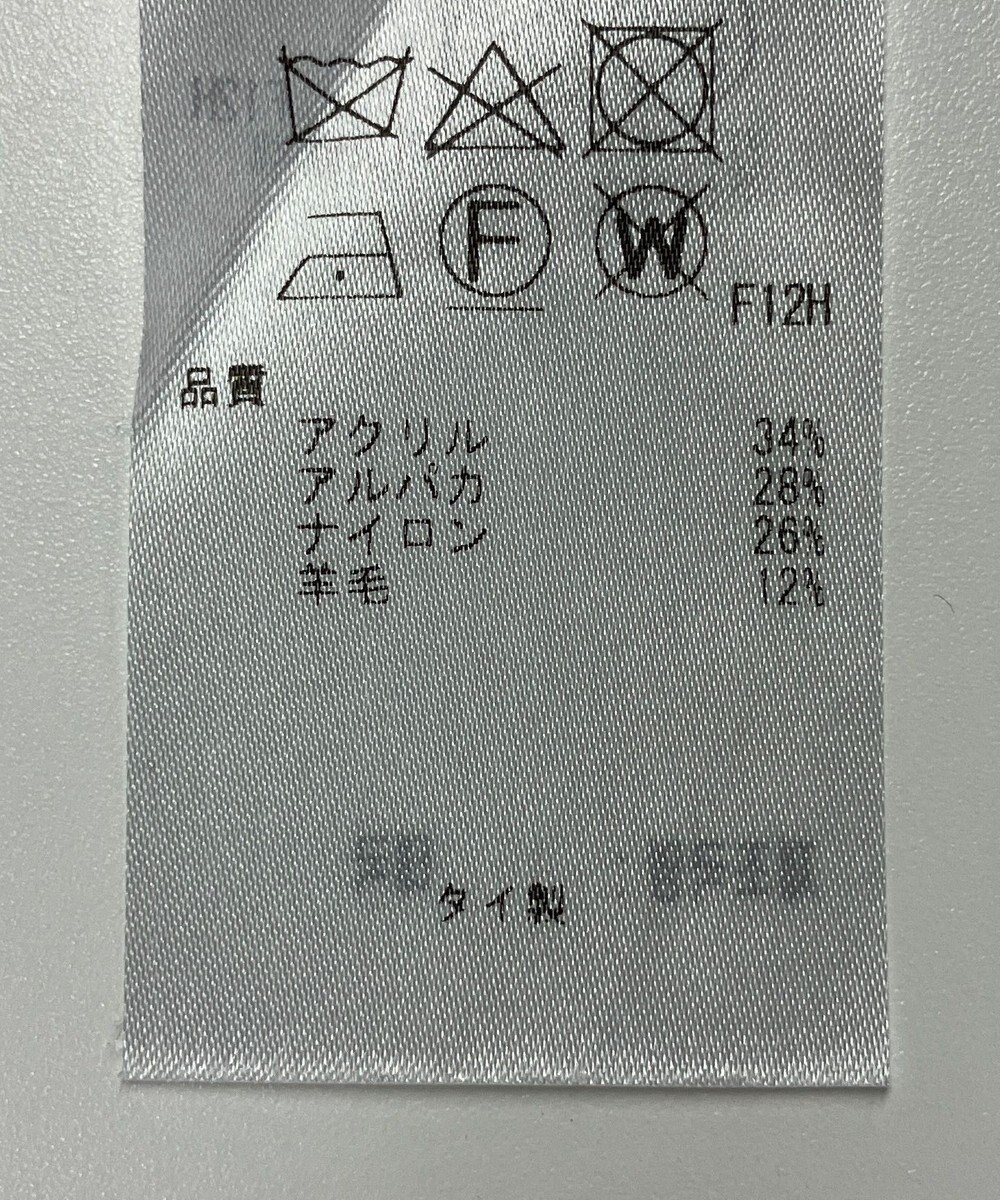 F
W
F12H
品質
アクリル 34%
アルパカ 28%
ナイロン 26%
羊毛 12%
タイ製